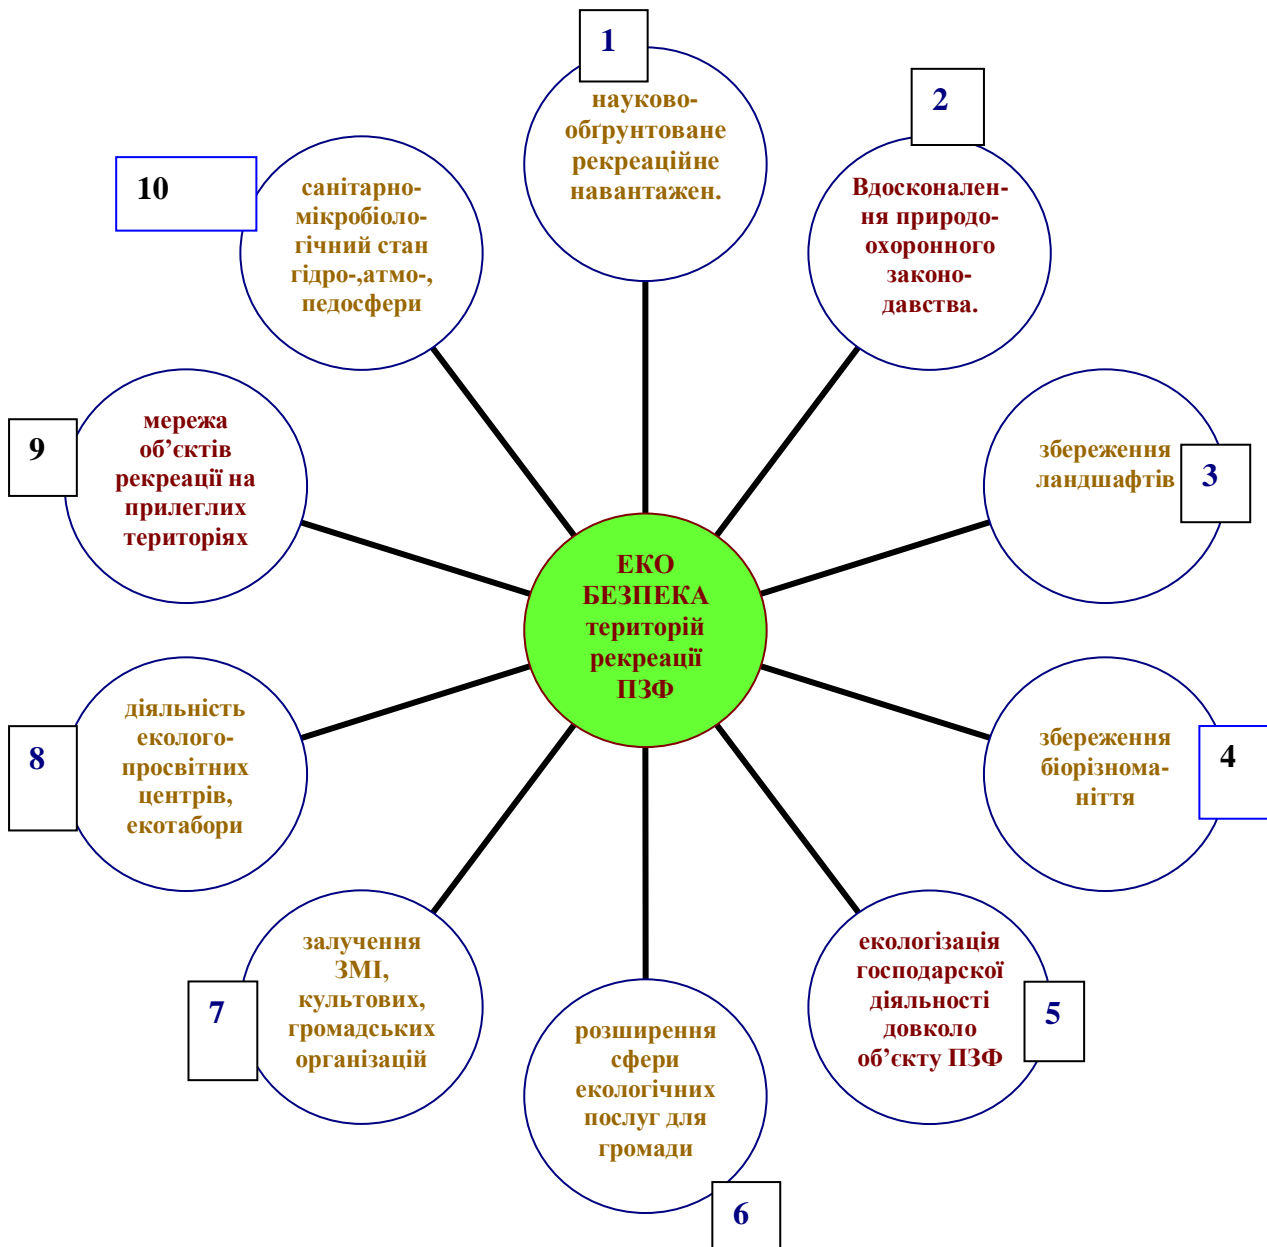 1
науково-
обґрунтоване
рекреаційне
навантажен.
2
Вдосконален-
ня природо-
охоронного
законо-
давства.
3
збереження
ландшафтів
4
збереження
біорізнома-
ніття
5
екологізація
господарскої
діяльності
довколо
об’єкту ПЗФ
6
розширення
сфери
екологічних
послуг для
громади
7
залучення
ЗМІ,
культових,
громадських
організацій
8
діяльність
еколого-
просвітних
центрів,
екотабори
9
мережа
об’єктів
рекреації на
прилеглих
територіях
10
санітарно-
мікробіоло-
гічний стан
гідро-,атмо-,
педосфери
ЕКО
БЕЗПЕКА
територій
рекреації
ПЗФ